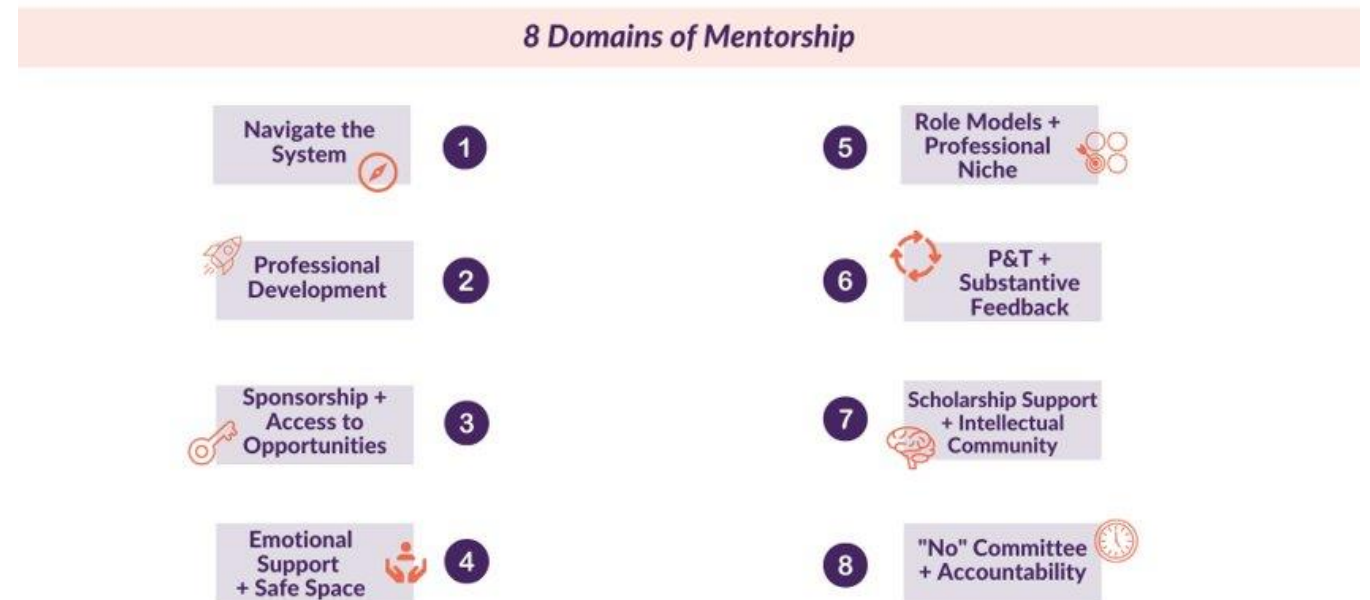 8 Domains of Mentorship
Navigate the
System
1
Professional
Development
2
Sponsorship +
Access to
Opportunities
3
Emotional
Support
+ Safe Space
4
5
Role Models +
Professional
Niche
6
P&T +
Substantive
Feedback
7
Scholarship Support
+ Intellectual
Community
8
"No" Committee
+ Accountability